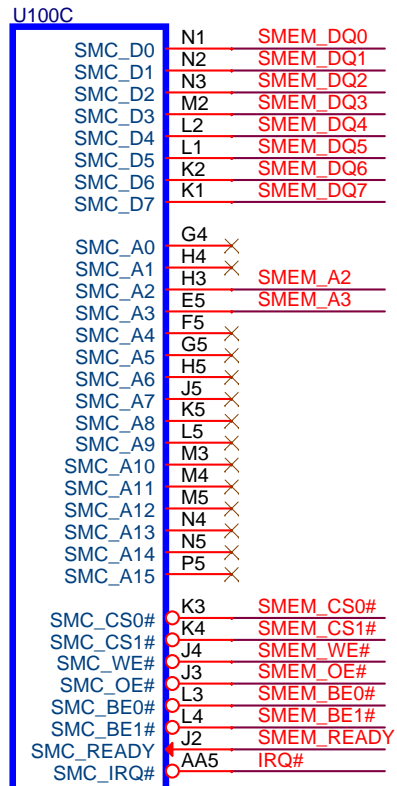 U100C
SMC_D0 N1 SMEM_DQ0
SMC_D1 N2 SMEM_DQ1
SMC_D2 N3 SMEM_DQ2
SMC_D3 M2 SMEM_DQ3
SMC_D4 L2 SMEM_DQ4
SMC_D5 L1 SMEM_DQ5
SMC_D6 K2 SMEM_DQ6
SMC_D7 K1 SMEM_DQ7
SMC_A0 G4
SMC_A1 H4
SMC_A2 H3 SMEM_A2
SMC_A3 E5 SMEM_A3
SMC_A4 F5
SMC_A5 G5
SMC_A6 H5
SMC_A7 J5
SMC_A8 K5
SMC_A9 L5
SMC_A10 M3
SMC_A11 M4
SMC_A12 M5
SMC_A13 N4
SMC_A14 N5
SMC_A15 P5
SMC_CS0# K3 SMEM_CS0#
SMC_CS1# K4 SMEM_CS1#
SMC_WE# J4 SMEM_WE#
SMC_OE# J3 SMEM_OE#
SMC_BE0# L3 SMEM_BE0#
SMC_BE1# L4 SMEM_BE1#
SMC_READY J2 SMEM_READY
SMC_IRQ# AA5 IRQ#